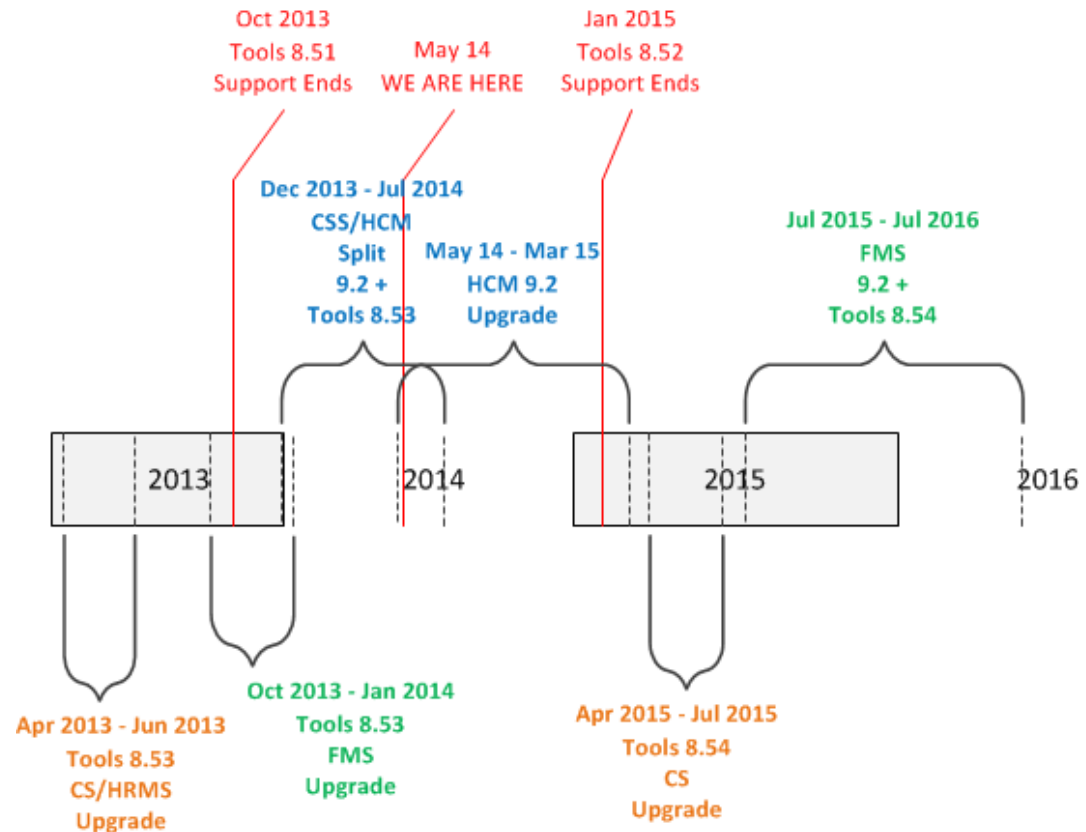 Oct 2013
Tools 8.51
Support Ends
May 14
WE ARE HERE
Jan 2015
Tools 8.52
Support Ends
Dec 2013 - Jul 2014
CSS/HCM
Split
9.2 +
Tools 8.53
May 14 - Mar 15
HCM 9.2
Upgrade
Jul 2015 - Jul 2016
FMS
9.2 +
Tools 8.54
2013
2014
2015
2016
Apr 2013 - Jun 2013
Tools 8.53
CS/HRMS
Upgrade
Oct 2013 - Jan 2014
Tools 8.53
FMS
Upgrade
Apr 2015 - Jul 2015
Tools 8.54
CS
Upgrade